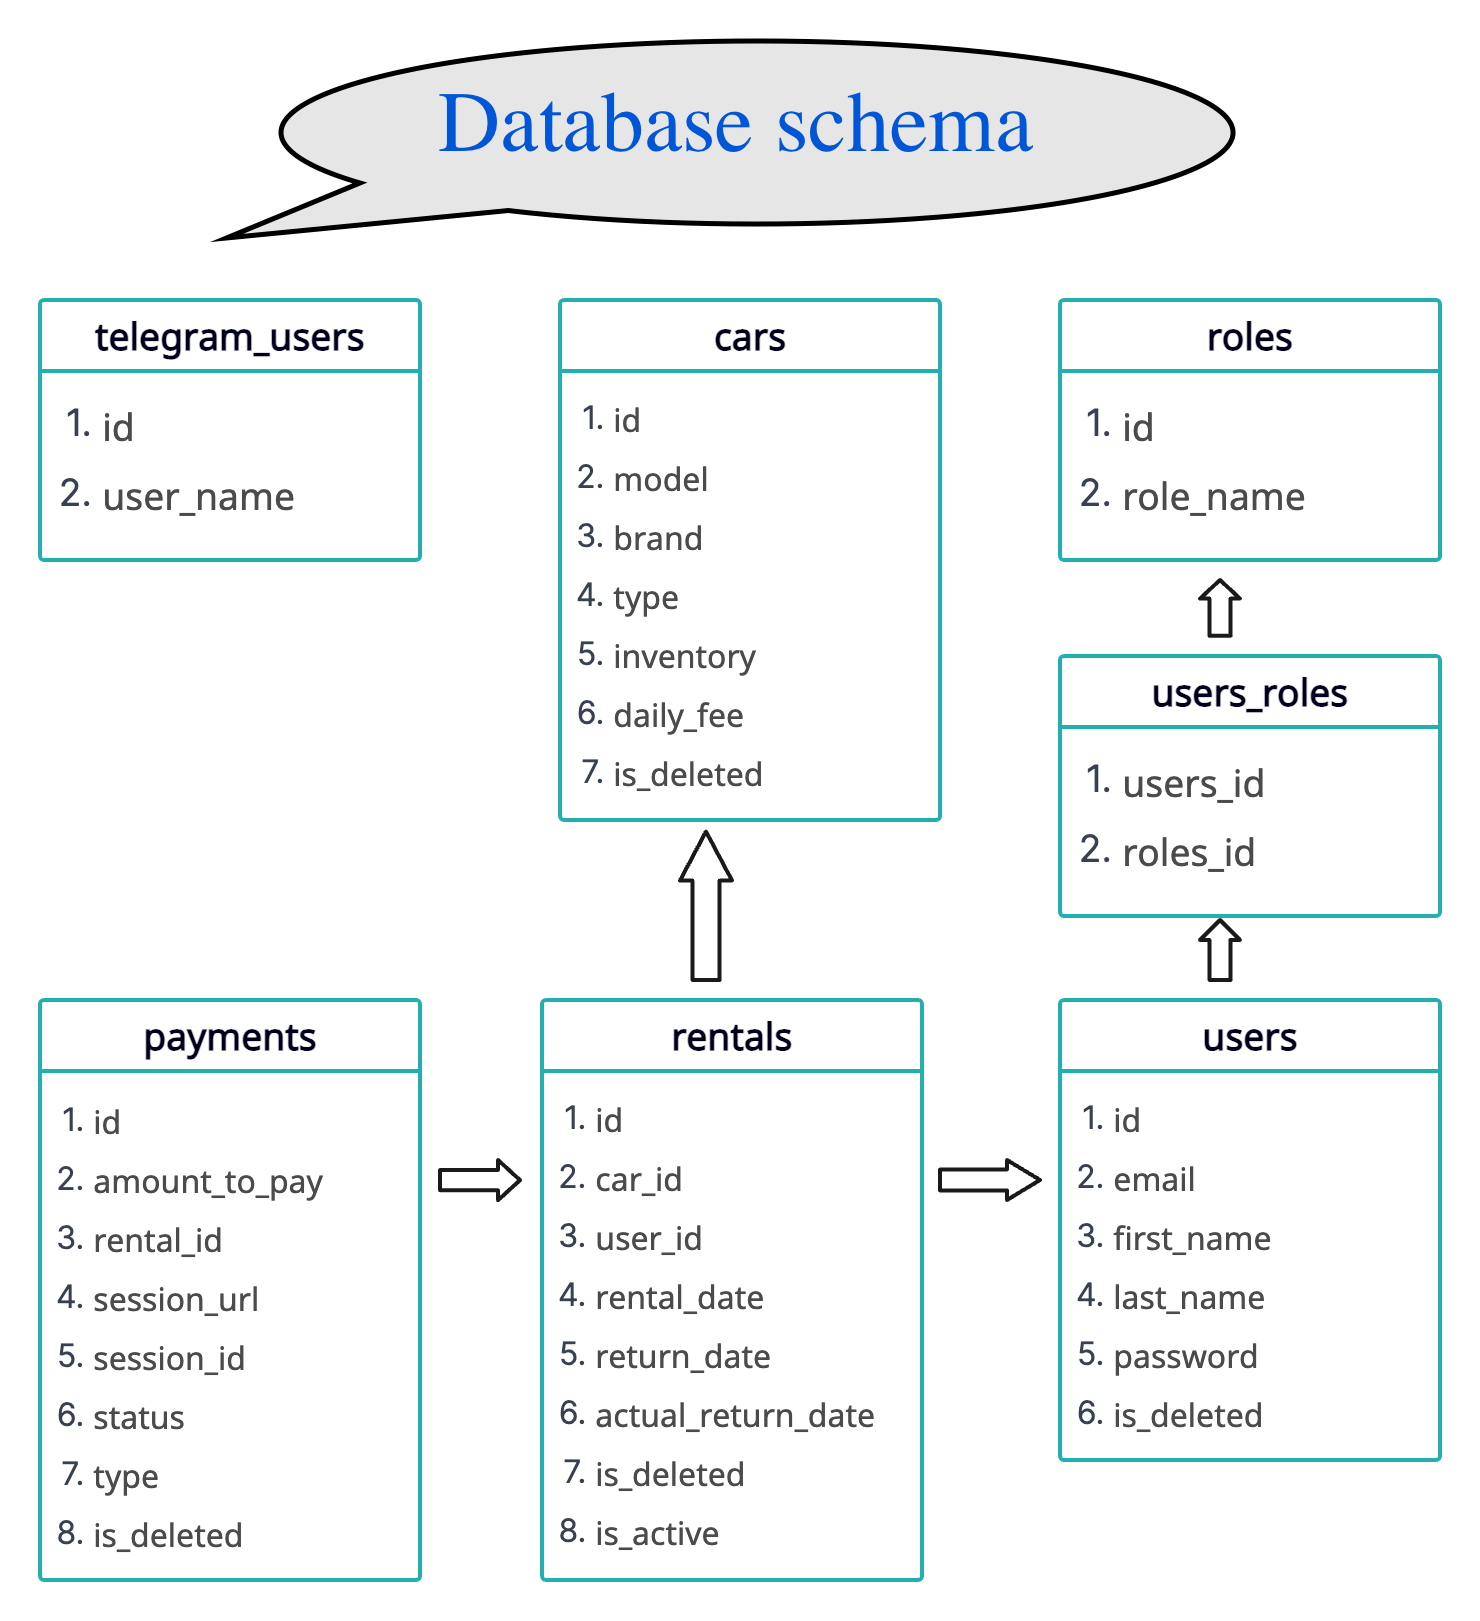 Database schema
telegram_users
1. id
2. user_name
cars
1. id
2. model
3. brand
4. type
5. inventory
6. daily_fee
7. is_deleted
roles
1. id
2. role_name
users_roles
1. users_id
2. roles_id
payments
1. id
2. amount_to_pay
3. rental_id
4. session_url
5. session_id
6. status
7. type
8. is_deleted
rentals
1. id
2. car_id
3. user_id
4. rental_date
5. return_date
6. actual_return_date
7. is_deleted
8. is_active
users
1. id
2. email
3. first_name
4. last_name
5. password
6. is_deleted